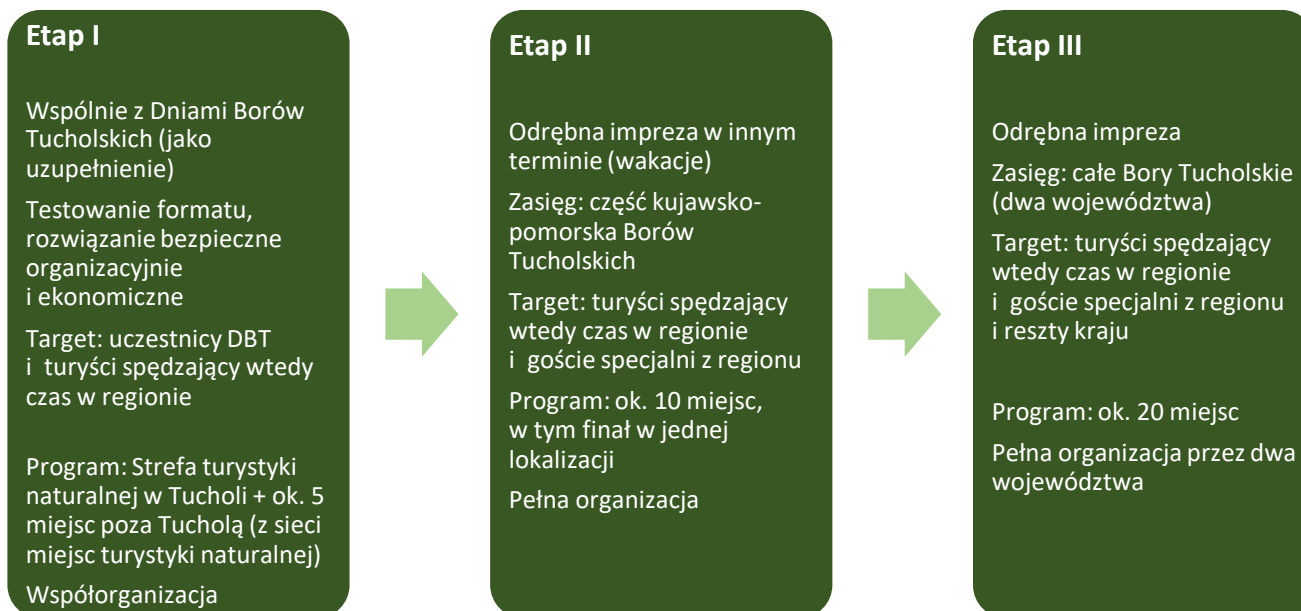 Etap I
Wspólnie z Dniami Borów
Tucholskich (jako
uzupełnienie)
Testowanie formatu,
rozwiązanie bezpieczne
organizacyjnie
i ekonomiczne
Target: uczestnicy DBT
i turyści spędzający wtedy
czas w regionie
Program: Strefa turystyki
naturalnej w Tucholi + ok. 5
miejsc poza Tucholą (z sieci
miejsc turystyki naturalnej)
Współorganizacja
Etap II
Odrębna impreza w innym
terminie (wakacje)
Zasięg: część kujawsko-
pomorska Borów
Tucholskich
Target: turyści spędzający
wtedy czas w regionie
i goście specjalni z regionu
Program: ok. 10 miejsc,
w tym finał w jednej
lokalizacji
Pełna organizacja
Etap III
Odrębna impreza
Zasięg: całe Bory Tucholskie
(dwa województwa)
Target: turyści spędzający
wtedy czas w regionie
i goście specjalni z regionu
i reszty kraju
Program: ok. 20 miejsc
Pełna organizacja przez dwa
województwa